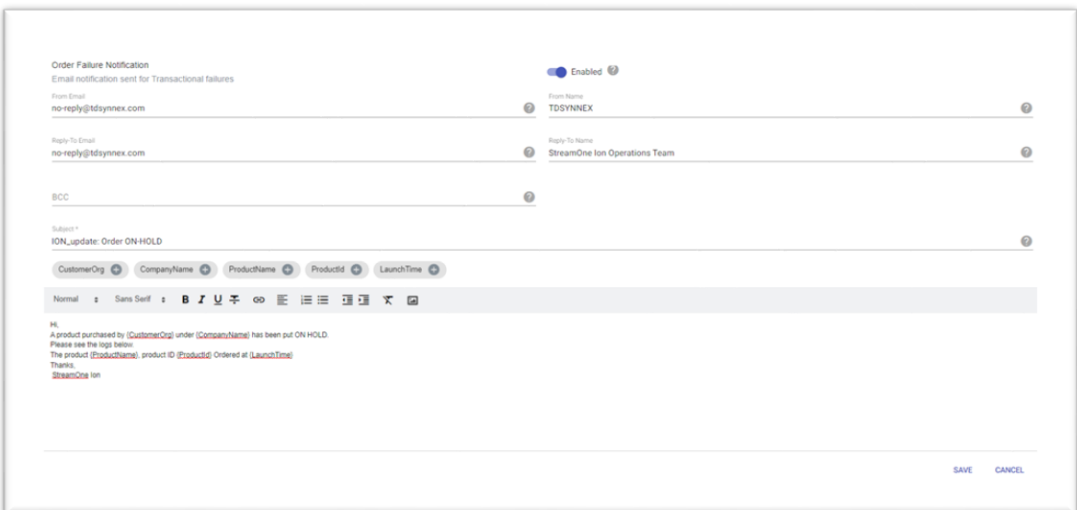 Order Failure Notification
Email notification sent for Transactional failures
Enabled
From Email
no-reply@tdsynnex.com
From Name
TDSYNNEX
Reply-To Email
no-reply@tdsynnex.com
Reply-To Name
StreamOne Ion Operations Team
BCC
Subject *
ION_update: Order ON-HOLD
CustomerOrg CompanyName ProductName ProductId LaunchTime
Normal Sans Serif B I U T
Hi,
A product purchased by {CustomerOrg} under {CompanyName} has been put ON HOLD.
Please see the logs below.
The product {ProductName}, product ID {ProductId} Ordered at {LaunchTime}
Thanks,
StreamOne Ion
SAVE CANCEL